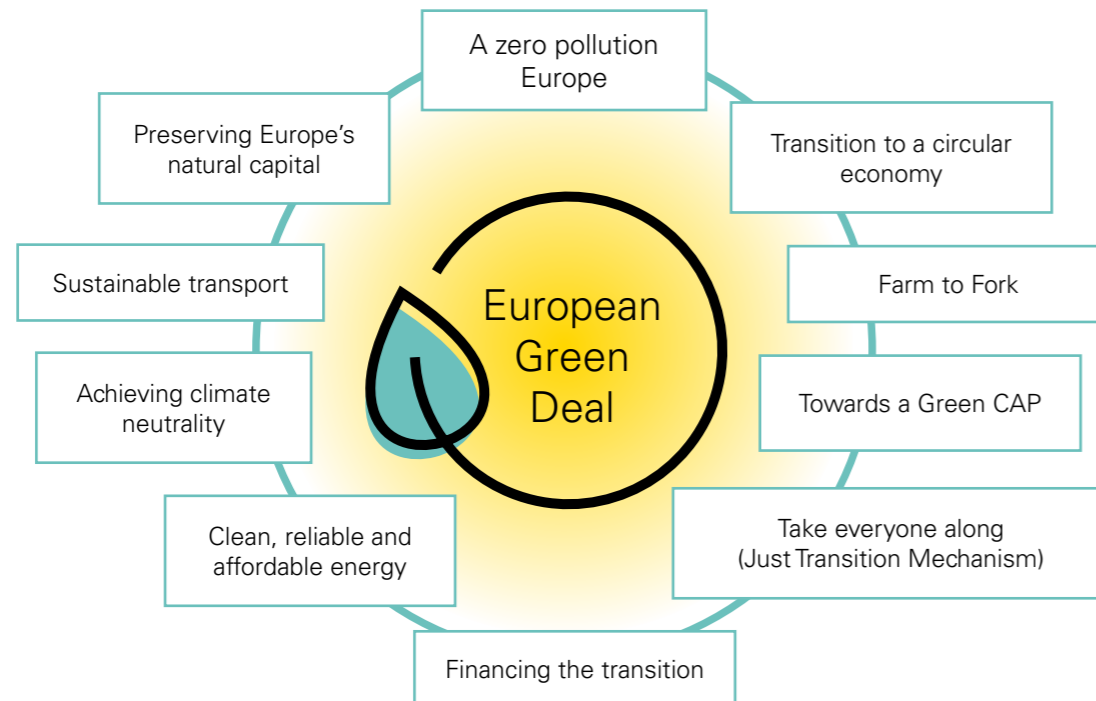 A zero pollution
Europe
Preserving Europe's
natural capital
Transition to a circular
economy
Sustainable transport
Farm to Fork
European
Green
Deal
Achieving climate
neutrality
Towards a Green CAP
Clean, reliable and
affordable energy
Take everyone along
(Just Transition Mechanism)
Financing the transition